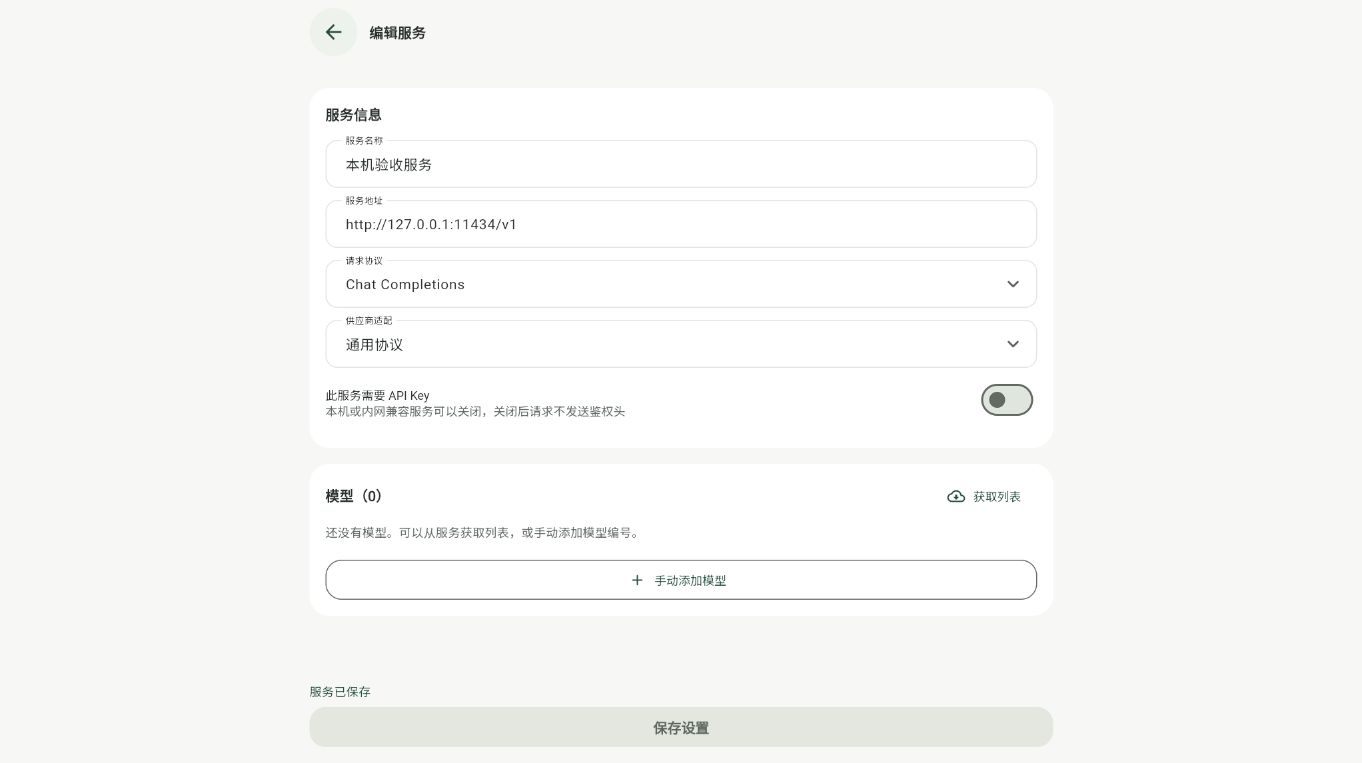 编辑服务
服务信息
服务名称
本机验收服务
服务地址
http://127.0.0.1:11434/v1
请求协议
Chat Completions
供应商适配
通用协议
此服务需要 API Key
本机或内网兼容服务可以关闭，关闭后请求不发送鉴权头
模型（0）
获取列表
还没有模型。可以从服务获取列表，或手动添加模型编号。
手动添加模型
服务已保存
保存设置